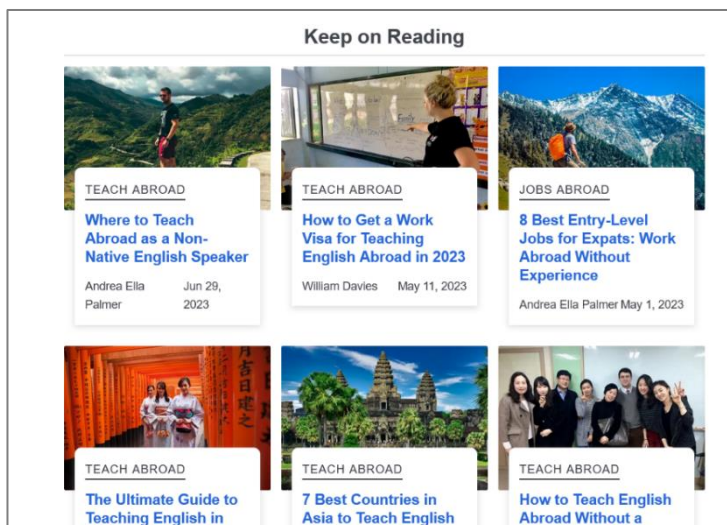 Keep on Reading
TEACH ABROAD
Where to Teach
Abroad as a Non-
Native English Speaker
Andrea Ella
Palmer
Jun 29,
2023
TEACH ABROAD
How to Get a Work
Visa for Teaching
English Abroad in 2023
William Davies May 11, 2023
JOBS ABROAD
8 Best Entry-Level
Jobs for Expats: Work
Abroad Without
Experience
Andrea Ella Palmer May 1, 2023
TEACH ABROAD
The Ultimate Guide to
Teaching English in
TEACH ABROAD
7 Best Countries in
Asia to Teach English
TEACH ABROAD
How to Teach English
Abroad Without a